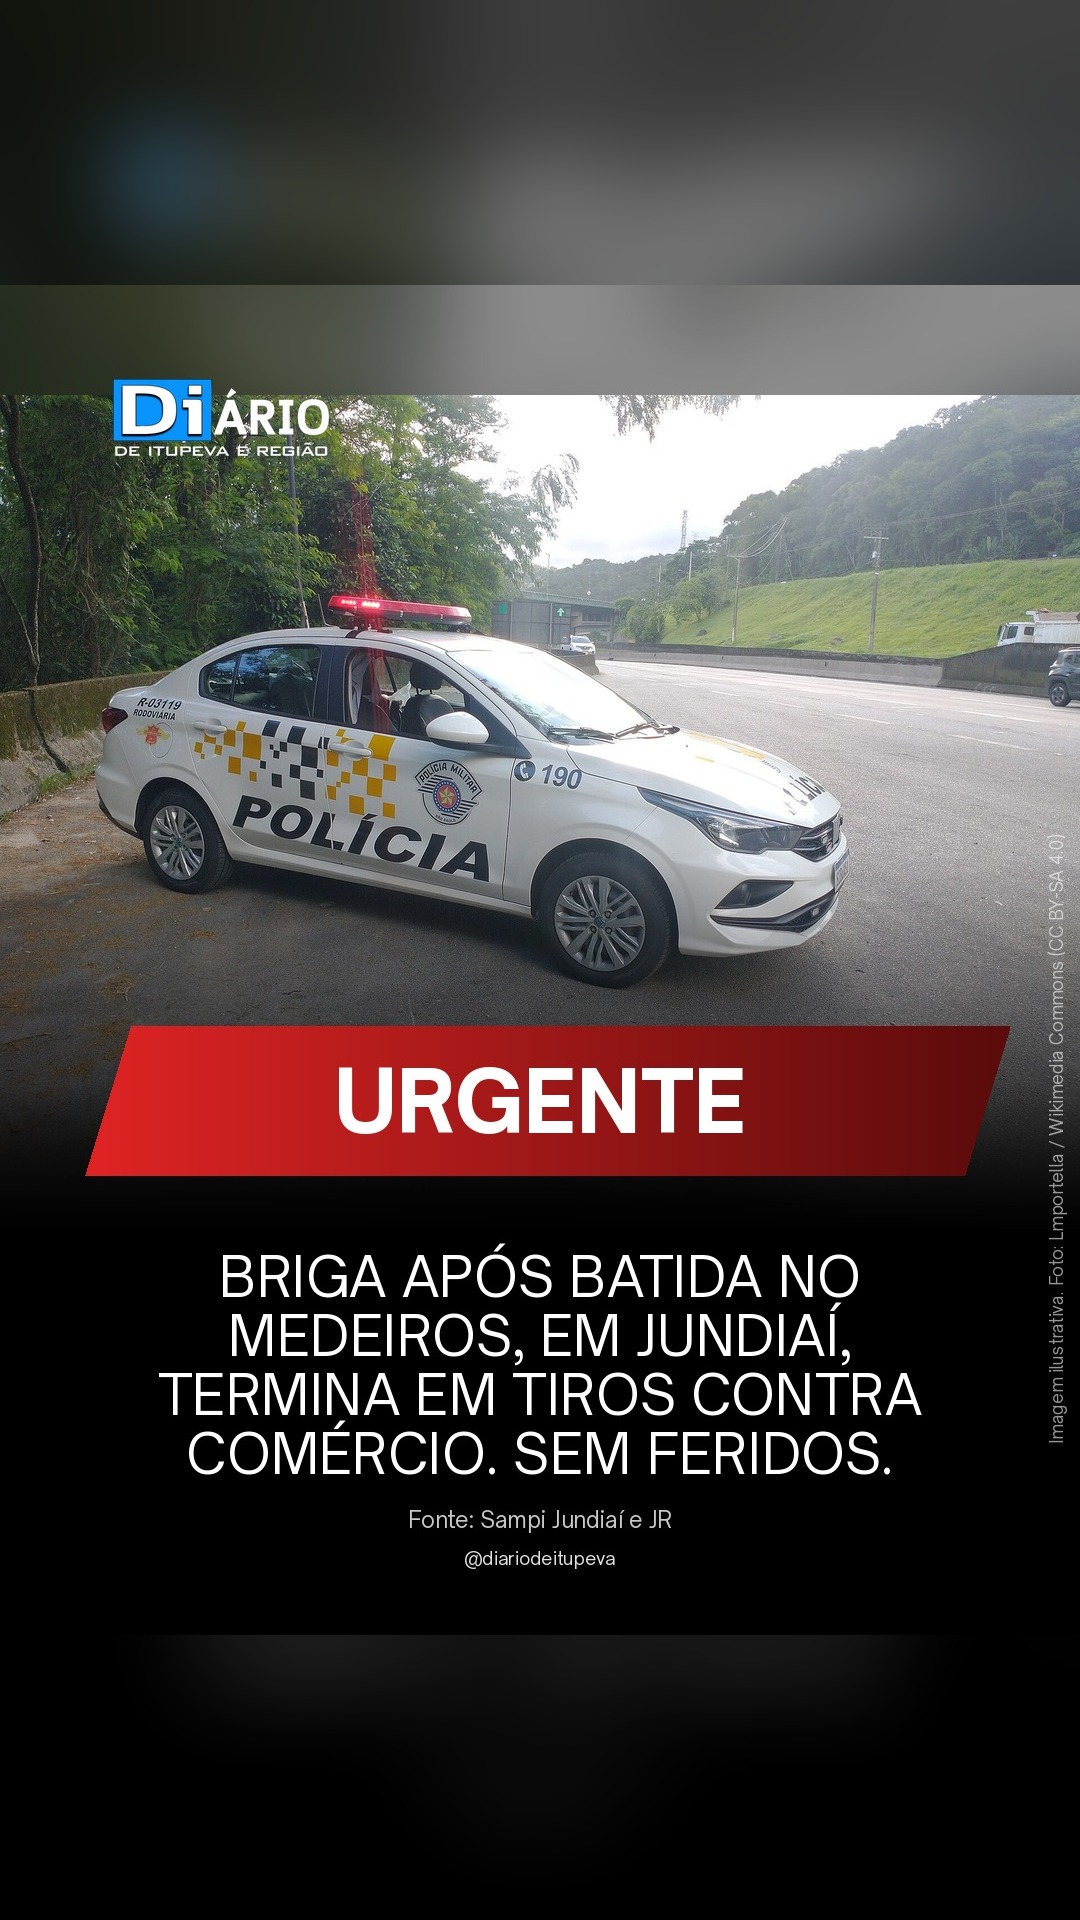 DiÁRIO
DE ITUPEVA E REGIÃO
R-03119
RODOVIÁRIA
POLÍCIA MILITAR
SÃO PAULO
190
POLÍCIA
URGENTE
BRIGA APÓS BATIDA NO
MEDEIROS, EM JUNDIAÍ,
TERMINA EM TIROS CONTRA
COMÉRCIO. SEM FERIDOS.
Fonte: Sampi Jundiaí e JR
@diariodeitupeva
Imagem ilustrativa. Foto: Lmportella / Wikimedia Commons (CC BY-SA 4.0)